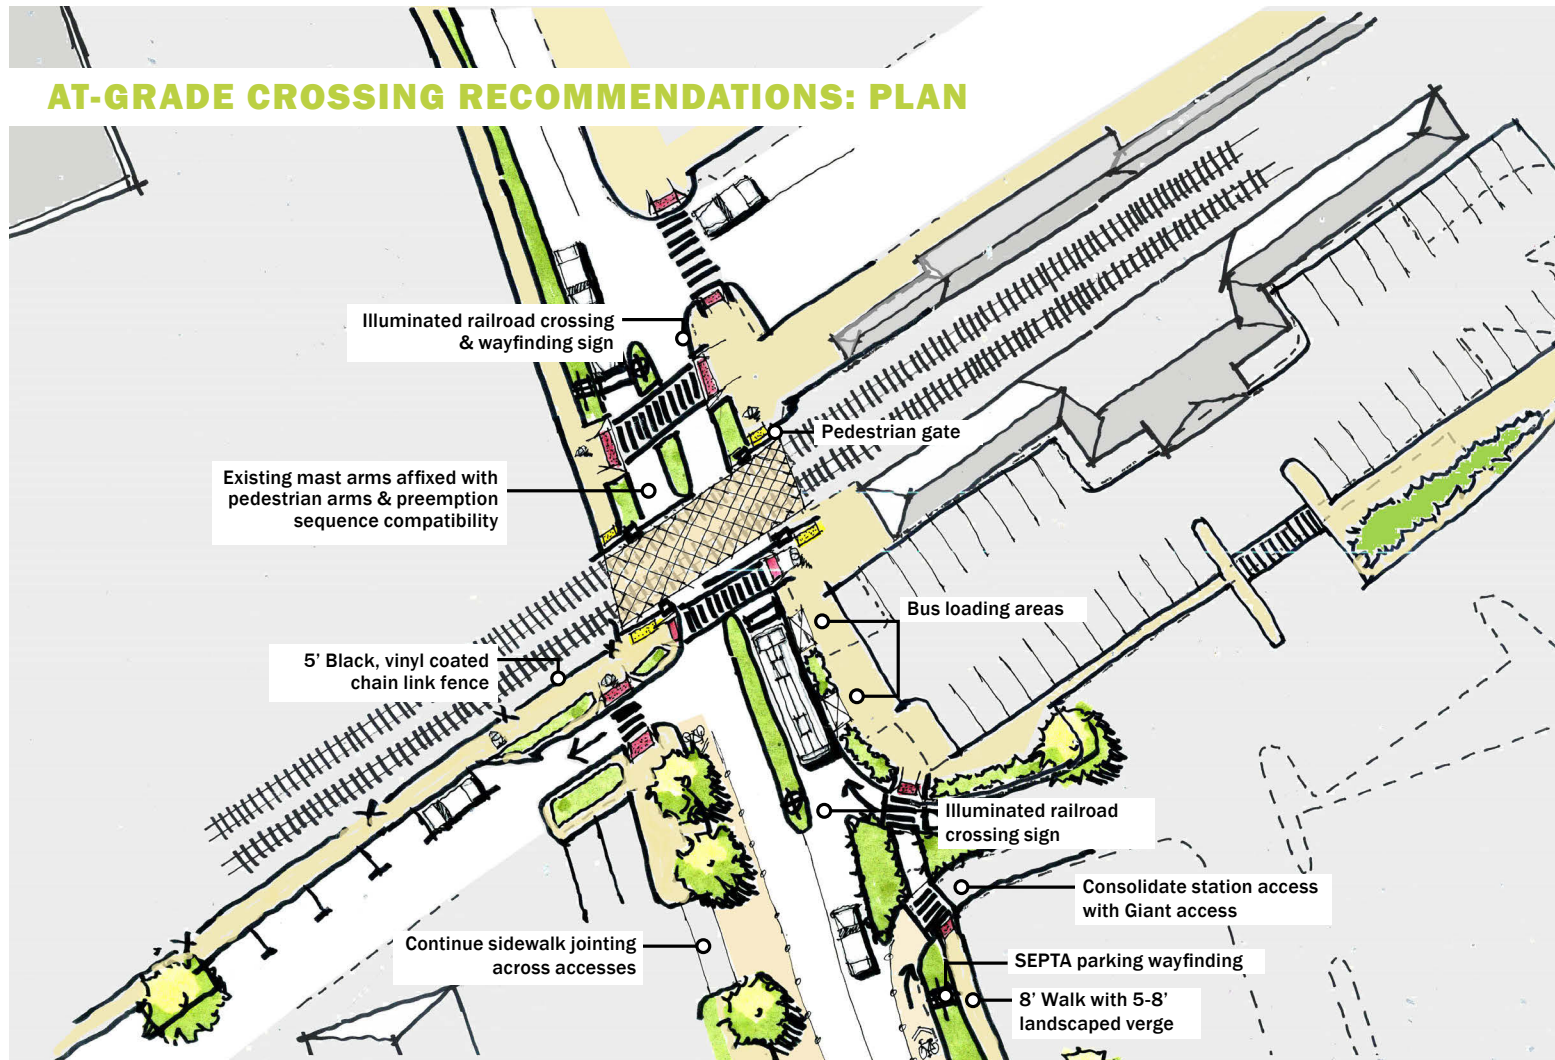 AT-GRADE CROSSING RECOMMENDATIONS: PLAN
Illuminated railroad crossing
& wayfinding sign
Pedestrian gate
Existing mast arms affixed with
pedestrian arms & preemption
sequence compatibility
Bus loading areas
5’ Black, vinyl coated
chain link fence
Illuminated railroad
crossing sign
Consolidate station access
with Giant access
Continue sidewalk jointing
across accesses
SEPTA parking wayfinding
8’ Walk with 5-8’
landscaped verge